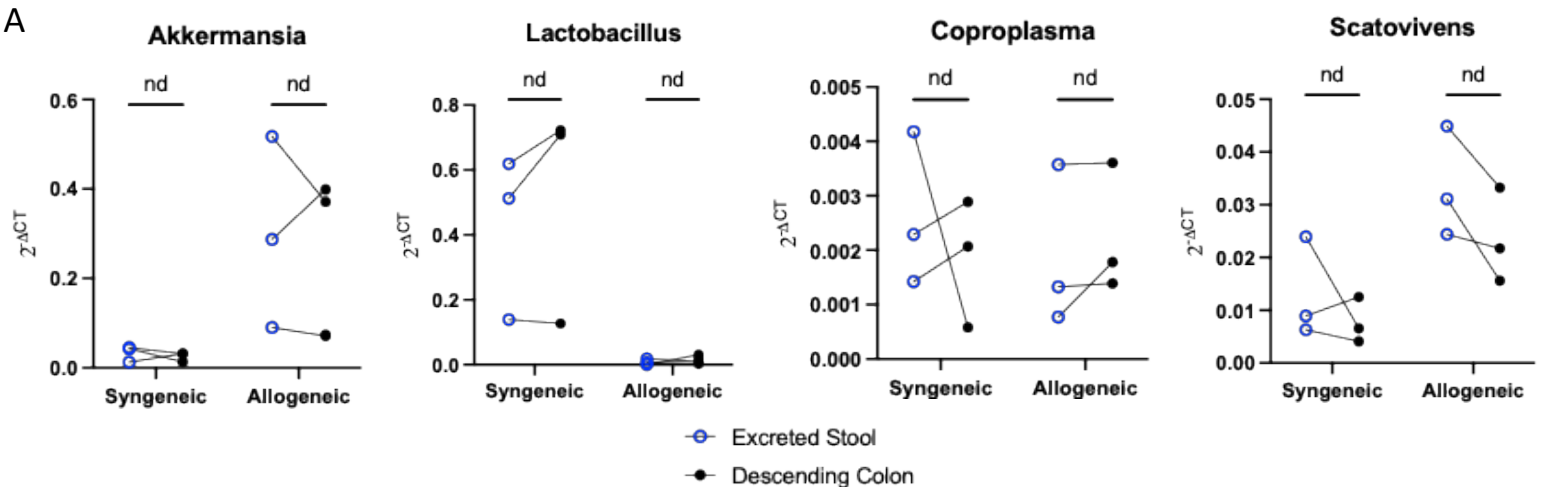 A
Akkermansia
nd nd
0.6
0.4
0.2
0.0
2-ΔCT
Syngeneic Allogeneic
Lactobacillus
nd nd
0.8
0.6
0.4
0.2
0.0
2-ΔCT
Syngeneic Allogeneic
Coproplasma
nd nd
0.005
0.004
0.003
0.002
0.001
0.000
2-ΔCT
Syngeneic Allogeneic
Scatovivens
nd nd
0.05
0.04
0.03
0.02
0.01
0.00
2-ΔCT
Syngeneic Allogeneic
Excreted Stool
Descending Colon